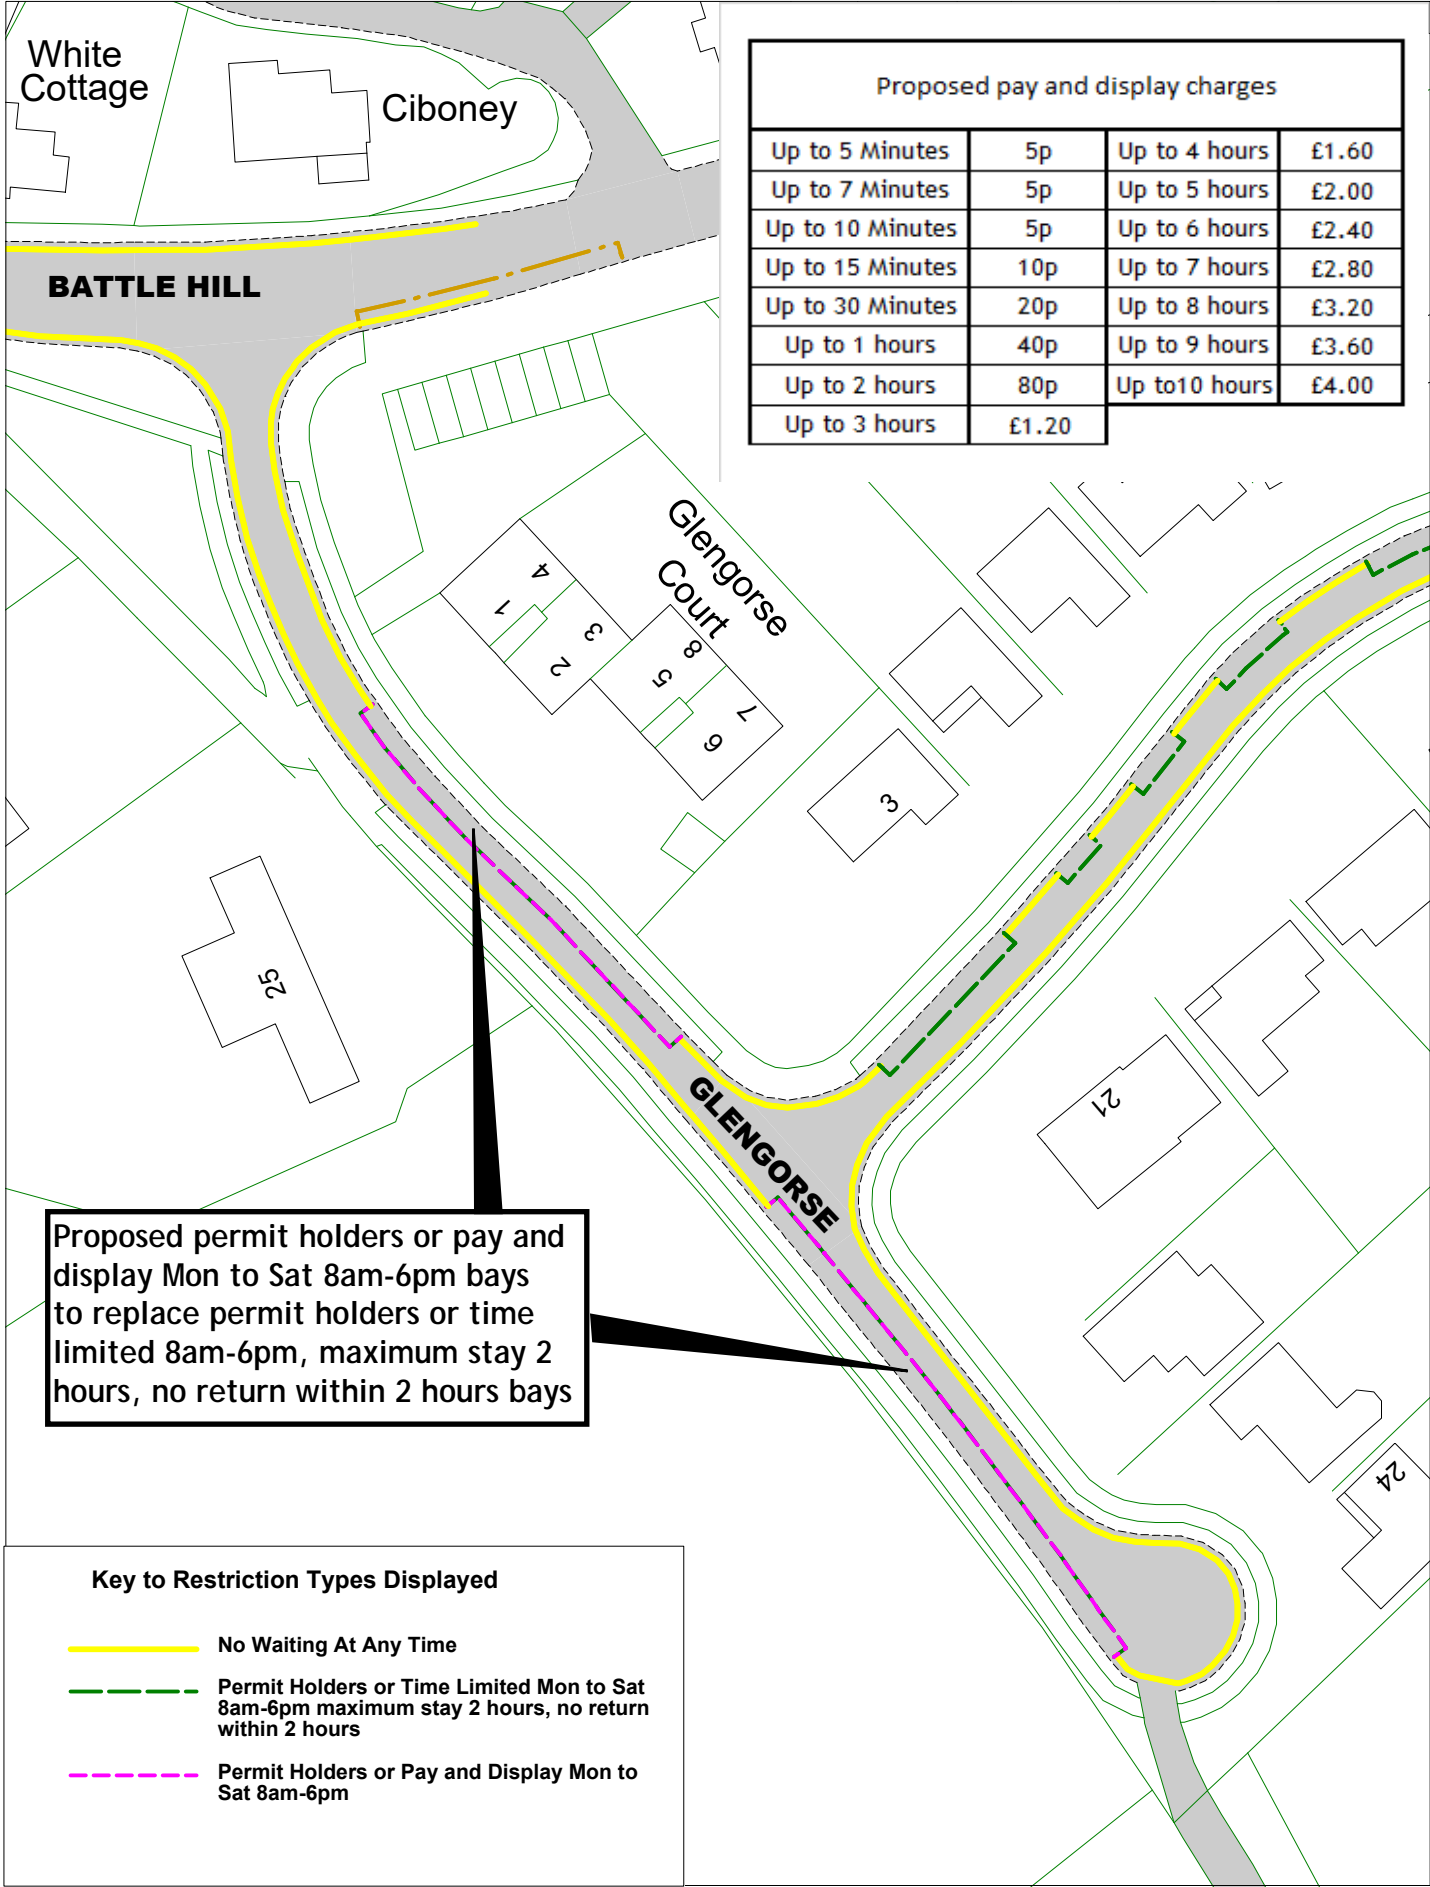 White
Cottage
Ciboney
Proposed pay and display charges
Up to 5 Minutes 5p Up to 4 hours £1.60
Up to 7 Minutes 5p Up to 5 hours £2.00
Up to 10 Minutes 5p Up to 6 hours £2.40
Up to 15 Minutes 10p Up to 7 hours £2.80
Up to 30 Minutes 20p Up to 8 hours £3.20
Up to 1 hours 40p Up to 9 hours £3.60
Up to 2 hours 80p Up to10 hours £4.00
Up to 3 hours £1.20
BATTLE HILL
Glengorse
Court
4
1
3
2
8
5
7
6
3
25
21
GLENGORSE
24
Proposed permit holders or pay and
display Mon to Sat 8am-6pm bays
to replace permit holders or time
limited 8am-6pm, maximum stay 2
hours, no return within 2 hours bays
Key to Restriction Types Displayed
No Waiting At Any Time
Permit Holders or Time Limited Mon to Sat
8am-6pm maximum stay 2 hours, no return
within 2 hours
Permit Holders or Pay and Display Mon to
Sat 8am-6pm